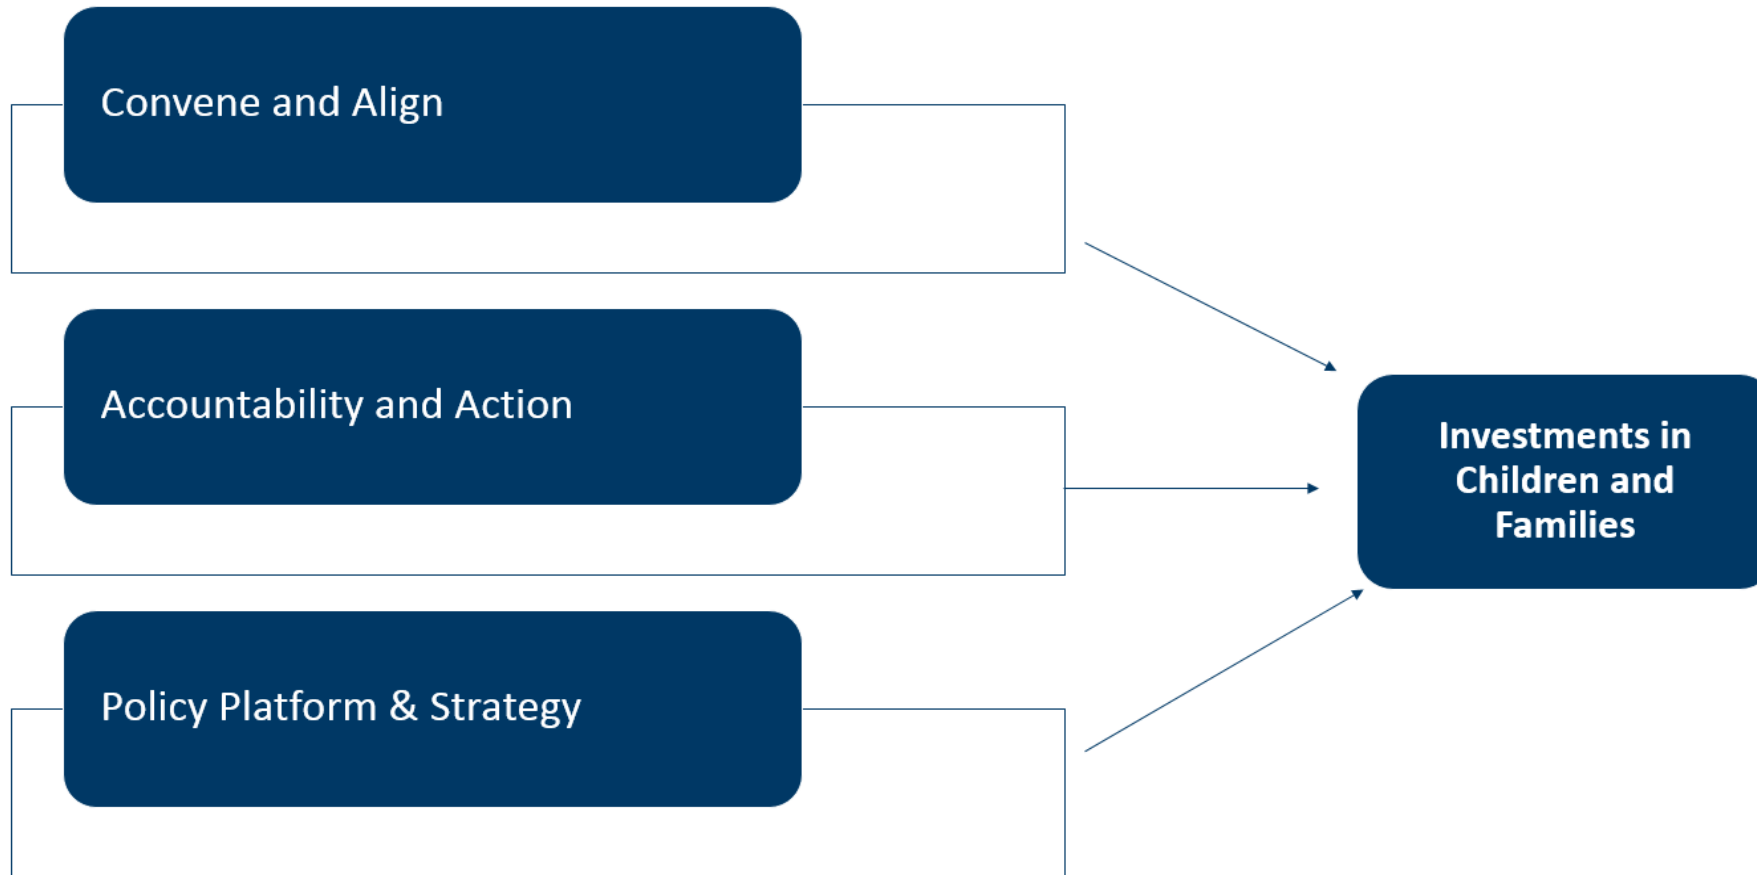 Convene and Align
Accountability and Action
Policy Platform & Strategy
Investments in
Children and
Families